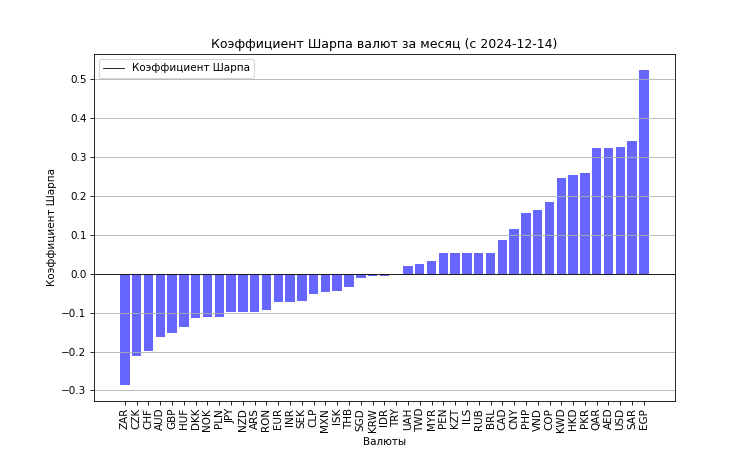 Коэффициент Шарпа валют за месяц (с 2024-12-14)
Коэффициент Шарпа
0.5
0.4
0.3
0.2
0.1
0.0
−0.1
−0.2
−0.3
Коэффициент Шарпа
ZAR CZK CHF AUD GBP HUF DKK NOK PLN JPY NZD ARS RON EUR INR SEK CLP MXN ISK THB SGD KRW IDR TRY UAH TWD MYR PEN KZT ILS RUB BRL CAD CNY PHP VND COP KWD HKD PKR QAR AED USD SAR EGP
Валюты